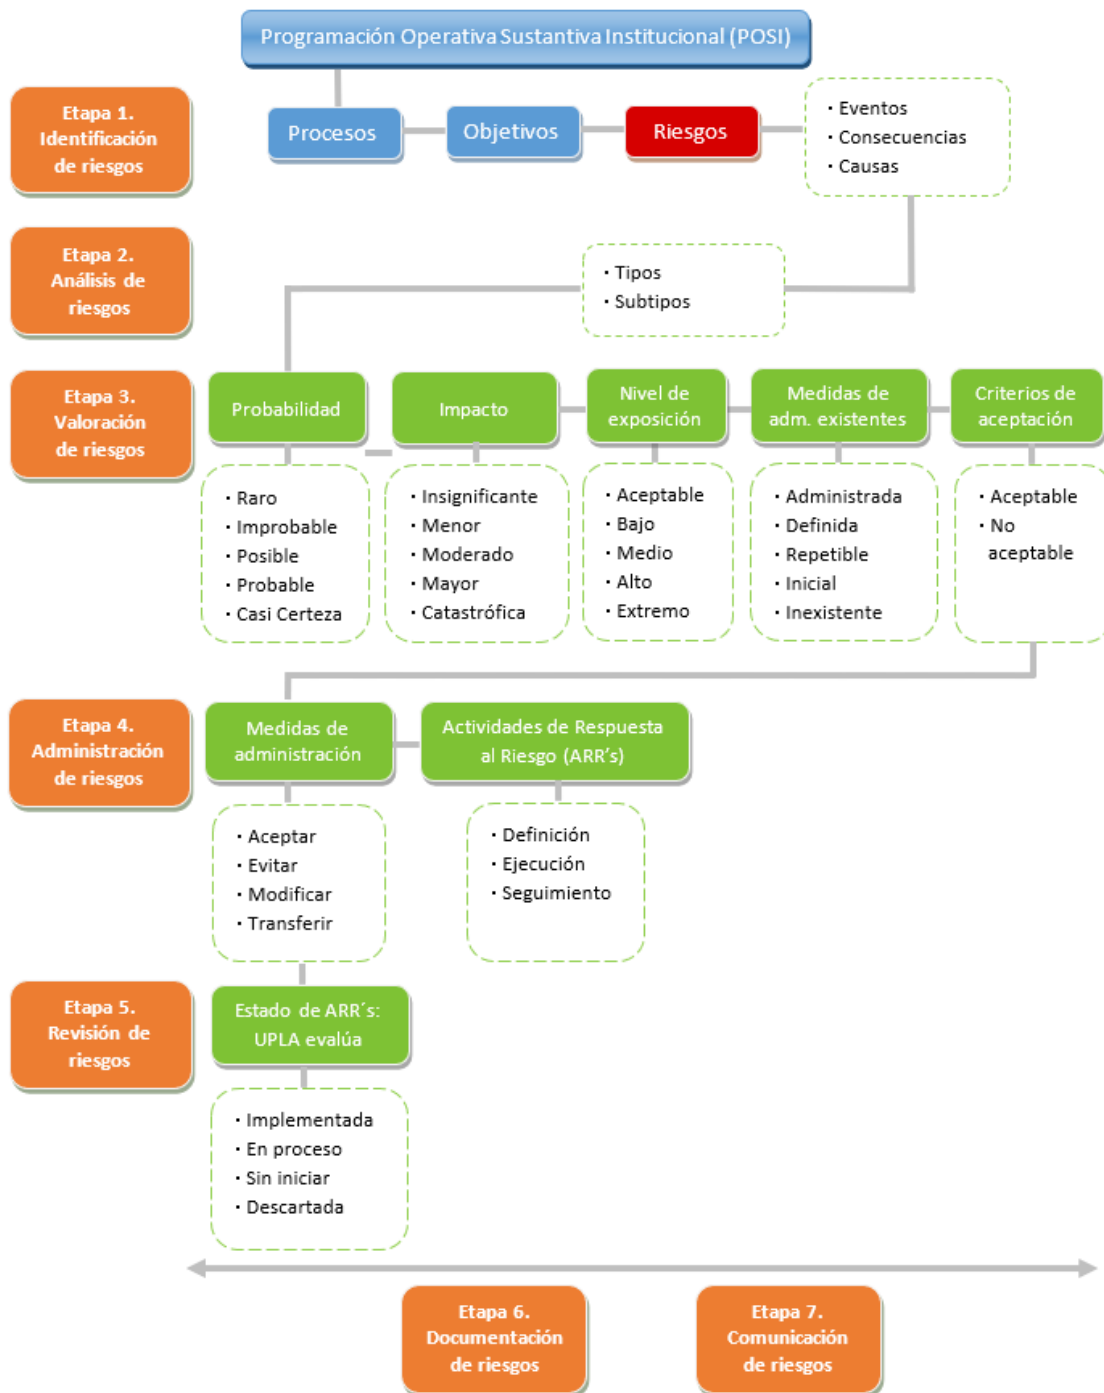 Programación Operativa Sustantiva Institucional (POSI)
Etapa 1.
Identificación
de riesgos
Procesos
Objetivos
Riesgos
· Eventos
· Consecuencias
· Causas
Etapa 2.
Análisis de
riesgos
· Tipos
· Subtipos
Etapa 3.
Valoración
de riesgos
Probabilidad
Impacto
Nivel de
exposición
Medidas de
adm. existentes
Criterios de
aceptación
· Raro
· Improbable
· Posible
· Probable
· Casi Certeza
· Insignificante
· Menor
· Moderado
· Mayor
· Catastrófica
· Aceptable
· Bajo
· Medio
· Alto
· Extremo
· Administrada
· Definida
· Repetible
· Inicial
· Inexistente
· Aceptable
· No
aceptable
Etapa 4.
Administración
de riesgos
Medidas de
administración
Actividades de Respuesta
al Riesgo (ARR's)
· Aceptar
· Evitar
· Modificar
· Transferir
· Definición
· Ejecución
· Seguimiento
Etapa 5.
Revisión de
riesgos
Estado de ARR´s:
UPLA evalúa
· Implementada
· En proceso
· Sin iniciar
· Descartada
Etapa 6.
Documentación
de riesgos
Etapa 7.
Comunicación
de riesgos